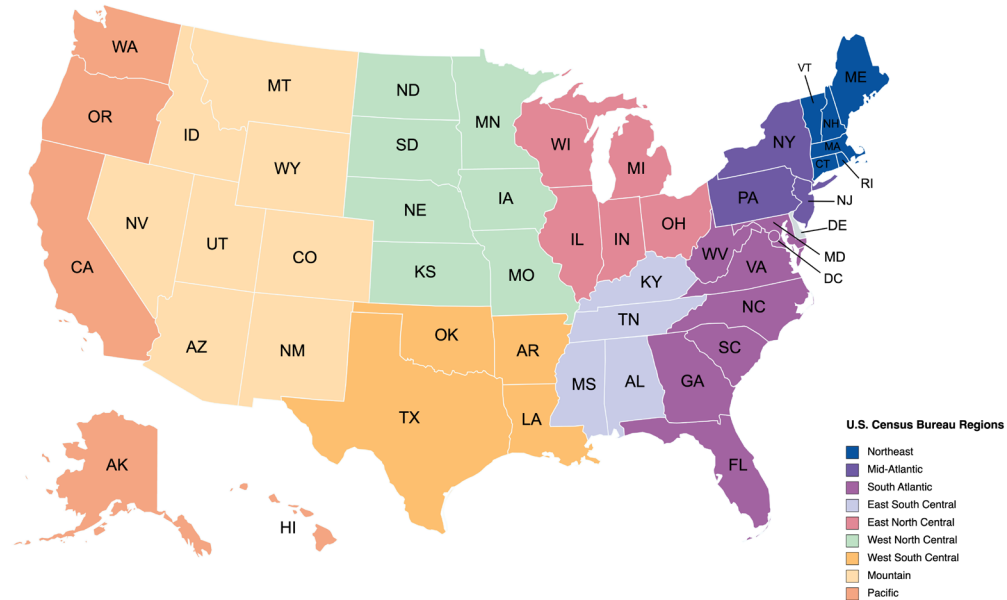 WA
OR
CA
NV
ID
MT
WY
UT
CO
AZ
NM
ND
SD
NE
KS
MN
IA
MO
OK
TX
AR
LA
WI
MI
IL
IN
OH
KY
TN
MS
AL
GA
FL
SC
NC
VA
WV
PA
NY
VT
NH
ME
MA
CT
RI
NJ
DE
MD
DC
AK
HI
U.S. Census Bureau Regions
Northeast
Mid-Atlantic
South Atlantic
East South Central
East North Central
West North Central
West South Central
Mountain
Pacific